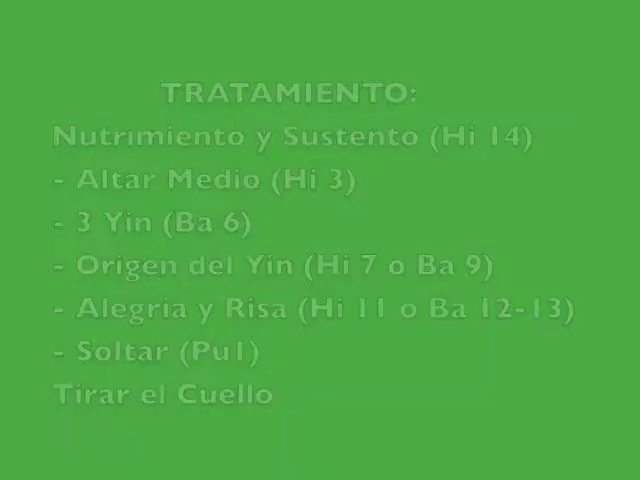 TRATAMIENTO:
Nutrimiento y Sustento (Hi 14)
- Altar Medio (Hi 3)
- 3 Yin (Ba 6)
- Origen del Yin (Hi 7 o Ba 9)
- Alegria y Risa (Hi 11 o Ba 12-13)
- Soltar (Pu1)
Tirar el Cuello